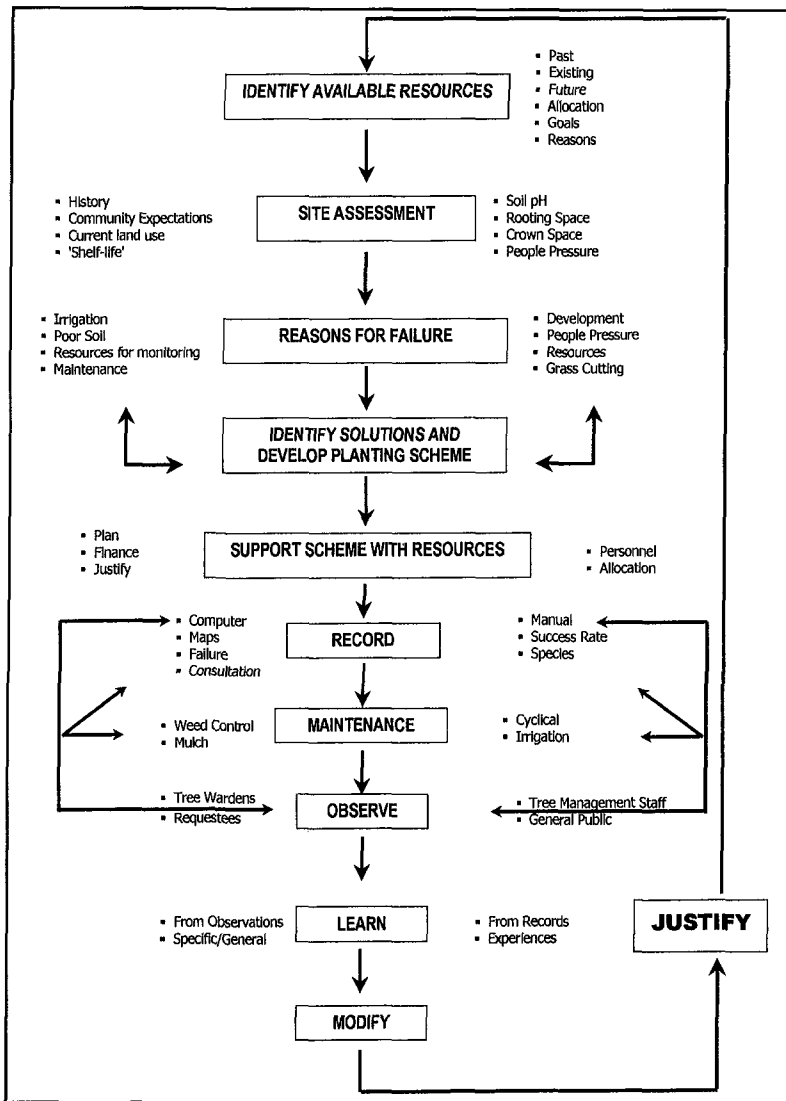 ▪ Past
▪ Existing
▪ Future
▪ Allocation
▪ Goals
▪ Reasons
IDENTIFY AVAILABLE RESOURCES
▪ History
▪ Community Expectations
▪ Current land use
▪ 'Shelf-life'
SITE ASSESSMENT
▪ Soil pH
▪ Rooting Space
▪ Crown Space
▪ People Pressure
▪ Irrigation
▪ Poor Soil
▪ Resources for monitoring
▪ Maintenance
REASONS FOR FAILURE
▪ Development
▪ People Pressure
▪ Resources
▪ Grass Cutting
IDENTIFY SOLUTIONS AND
DEVELOP PLANTING SCHEME
▪ Plan
▪ Finance
▪ Justify
SUPPORT SCHEME WITH RESOURCES
▪ Personnel
▪ Allocation
▪ Computer
▪ Maps
▪ Failure
▪ Consultation
RECORD
▪ Manual
▪ Success Rate
▪ Species
▪ Weed Control
▪ Mulch
MAINTENANCE
▪ Cyclical
▪ Irrigation
▪ Tree Wardens
▪ Requestees
OBSERVE
▪ Tree Management Staff
▪ General Public
▪ From Observations
▪ Specific/General
LEARN
▪ From Records
▪ Experiences
JUSTIFY
MODIFY